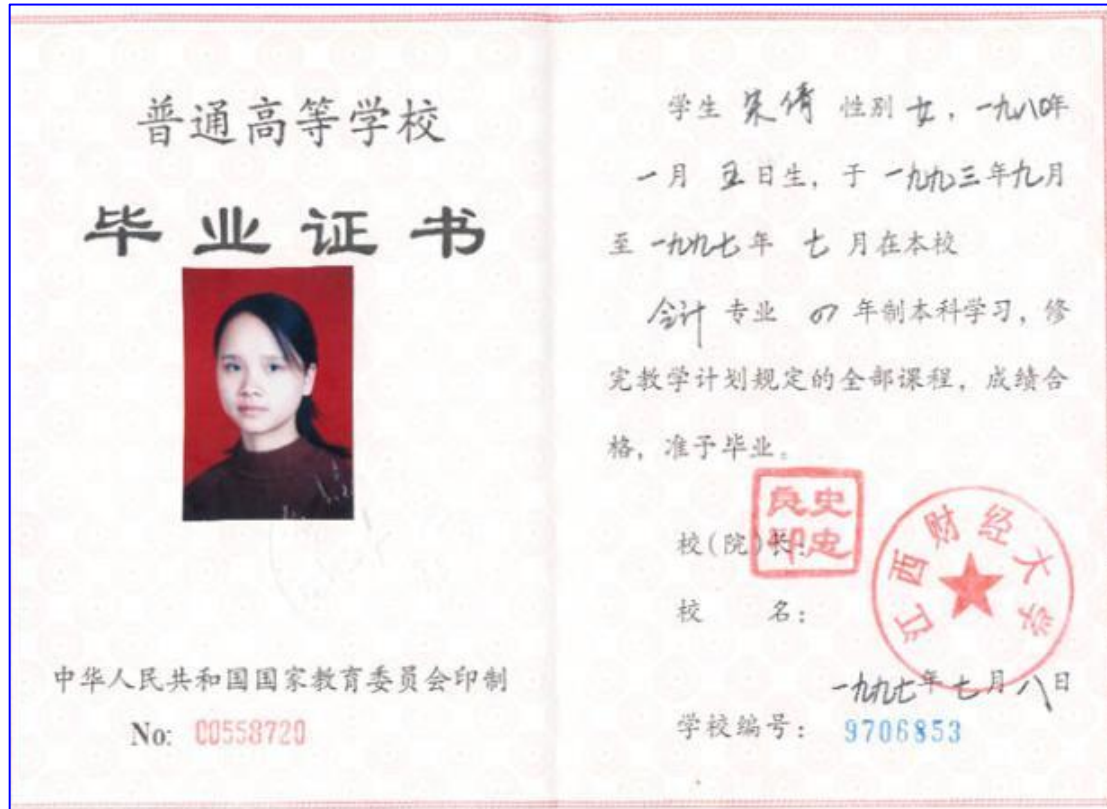 普通高等学校
毕业证书
中华人民共和国国家教育委员会印制
No: 00558720
学生 宋倩 性别 女，一九八〇年
一月 五日生，于 一九九三年九月
至 一九九七年 七 月在本校
会计 专业 四 年制本科学习，修
完教学计划规定的全部课程，成绩合
格，准予毕业。
校(院)长：
史忠良印
校 名：
江西财经大学
一九九七年 七 月 八 日
学校编号： 9706853